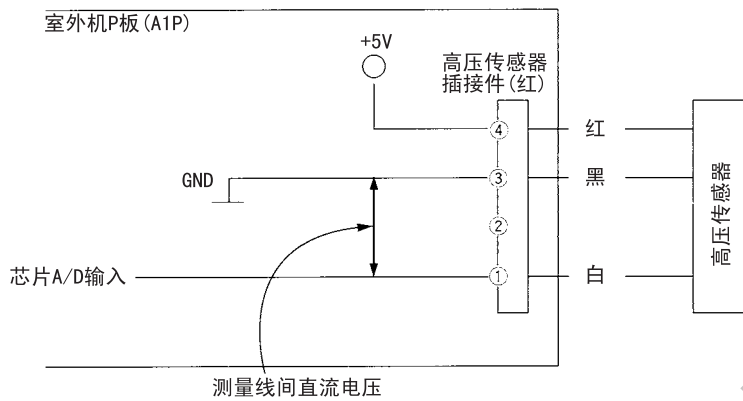 室外机P板(A1P)
+5V
高压传感器
插接件(红)
④
红
GND
③
黑
②
芯片A/D输入
①
白
高压传感器
测量线间直流电压